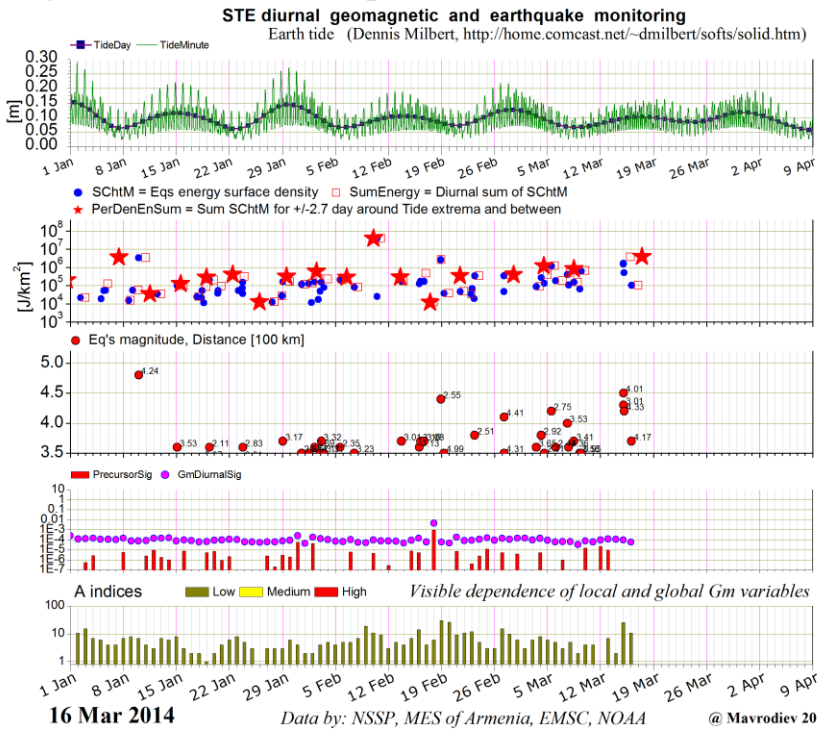 STE diurnal geomagnetic and earthquake monitoring
Earth tide (Dennis Milbert, http://home.comcast.net/~dmilbert/softs/solid.htm)
TideDay TideMinute
0.30
0.25
0.20
0.15
0.10
0.05
0.00
[m]
1 Jan 8 Jan 15 Jan 22 Jan 29 Jan 5 Feb 12 Feb 19 Feb 26 Feb 5 Mar 12 Mar 19 Mar 26 Mar 2 Apr 9 Apr
SChtM = Eqs energy surface density SumEnergy = Diurnal sum of SChtM
PerDenEnSum = Sum SChtM for +/-2.7 day around Tide extrema and between
10⁸
10⁷
10⁶
10⁵
10⁴
10³
[J/km²]
Eq's magnitude, Distance [100 km]
5.0
4.5
4.0
3.5
4.24
2.55
4.41
2.75
3.53
4.01
3.01
4.33
3.53 2.11 2.83 3.17 3.32 2.35 3.23 3.01 2.51 2.92 3.41 4.17
4.99 4.31
PrecursorSig GmDiurnalSig
10
1
0.1
0.01
1E-3
1E-4
1E-5
1E-6
1E-7
A indices Low Medium High Visible dependence of local and global Gm variables
100
10
1
1 Jan 8 Jan 15 Jan 22 Jan 29 Jan 5 Feb 12 Feb 19 Feb 26 Feb 5 Mar 12 Mar 19 Mar 26 Mar 2 Apr 9 Apr
16 Mar 2014 Data by: NSSP, MES of Armenia, EMSC, NOAA @ Mavrodiev 20